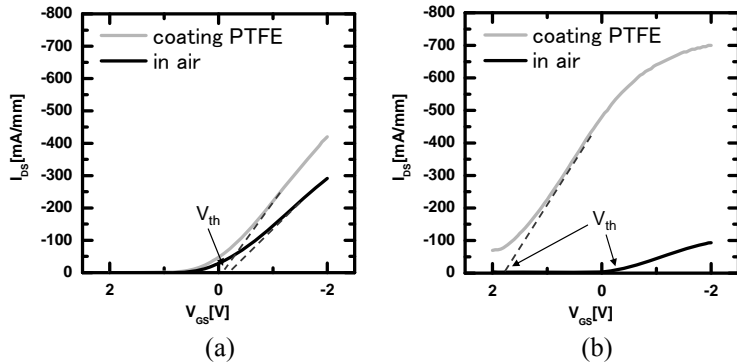 -800
-700
-600
-500
-400
-300
-200
-100
0
I_DS[mA/mm]
coating PTFE
in air
V_th
2
0
-2
V_GS[V]
(a)
-800
-700
-600
-500
-400
-300
-200
-100
0
I_DS[mA/mm]
coating PTFE
in air
V_th
2
0
-2
V_GS[V]
(b)